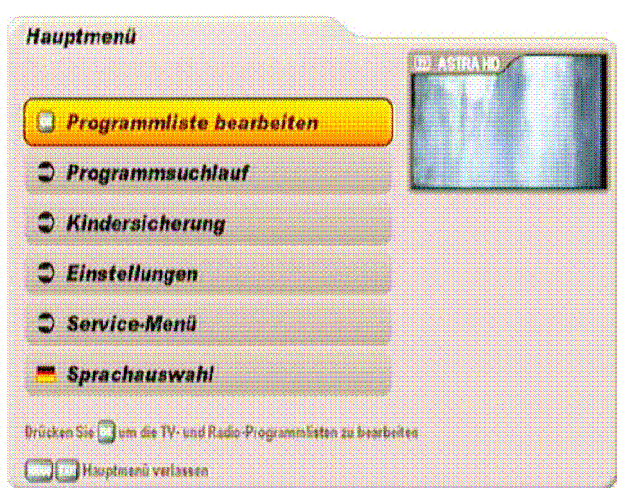 Hauptmenü
ASTRA HD
Programmliste bearbeiten
Programmsuchlauf
Kindersicherung
Einstellungen
Service-Menü
Sprachauswahl
Drücken Sie um die TV- und Radio-Programmlisten zu bearbeiten
Hauptmenü verlassen